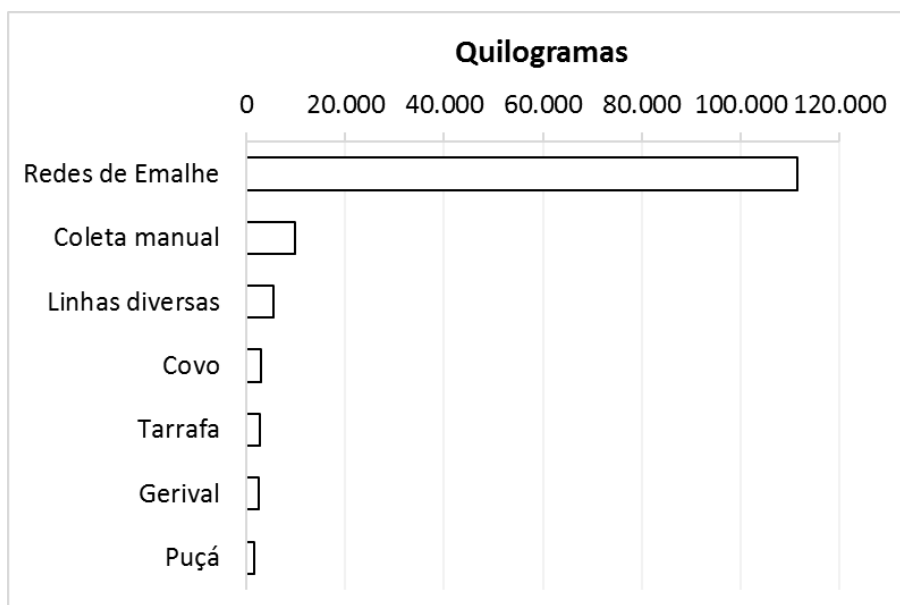 Quilogramas
0 20.000 40.000 60.000 80.000 100.000 120.000
Redes de Emalhe
Coleta manual
Linhas diversas
Covo
Tarrafa
Gerival
Puçá